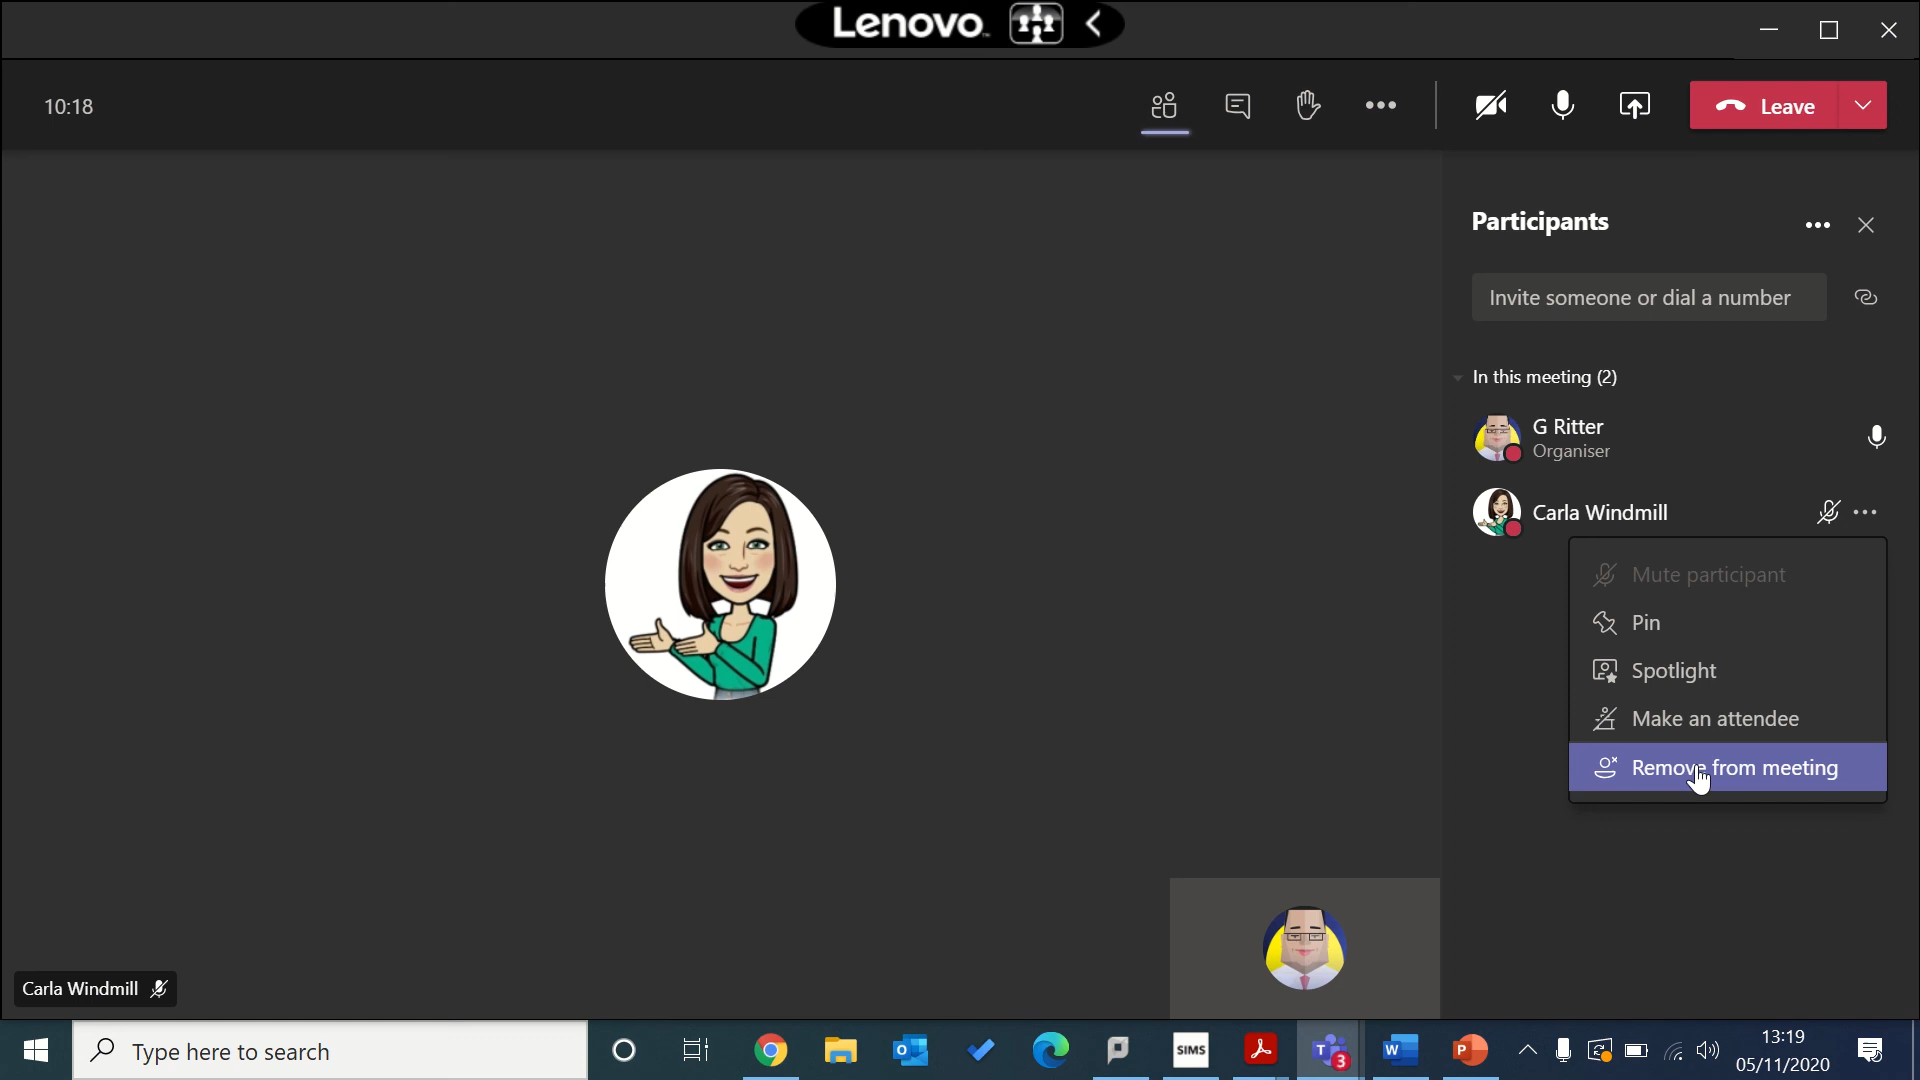 Lenovo
10:18
Leave
Participants
Invite someone or dial a number
In this meeting (2)
G Ritter
Organiser
Carla Windmill
Mute participant
Pin
Spotlight
Make an attendee
Remove from meeting
Carla Windmill
Type here to search
SIMS
3
13:19
05/11/2020